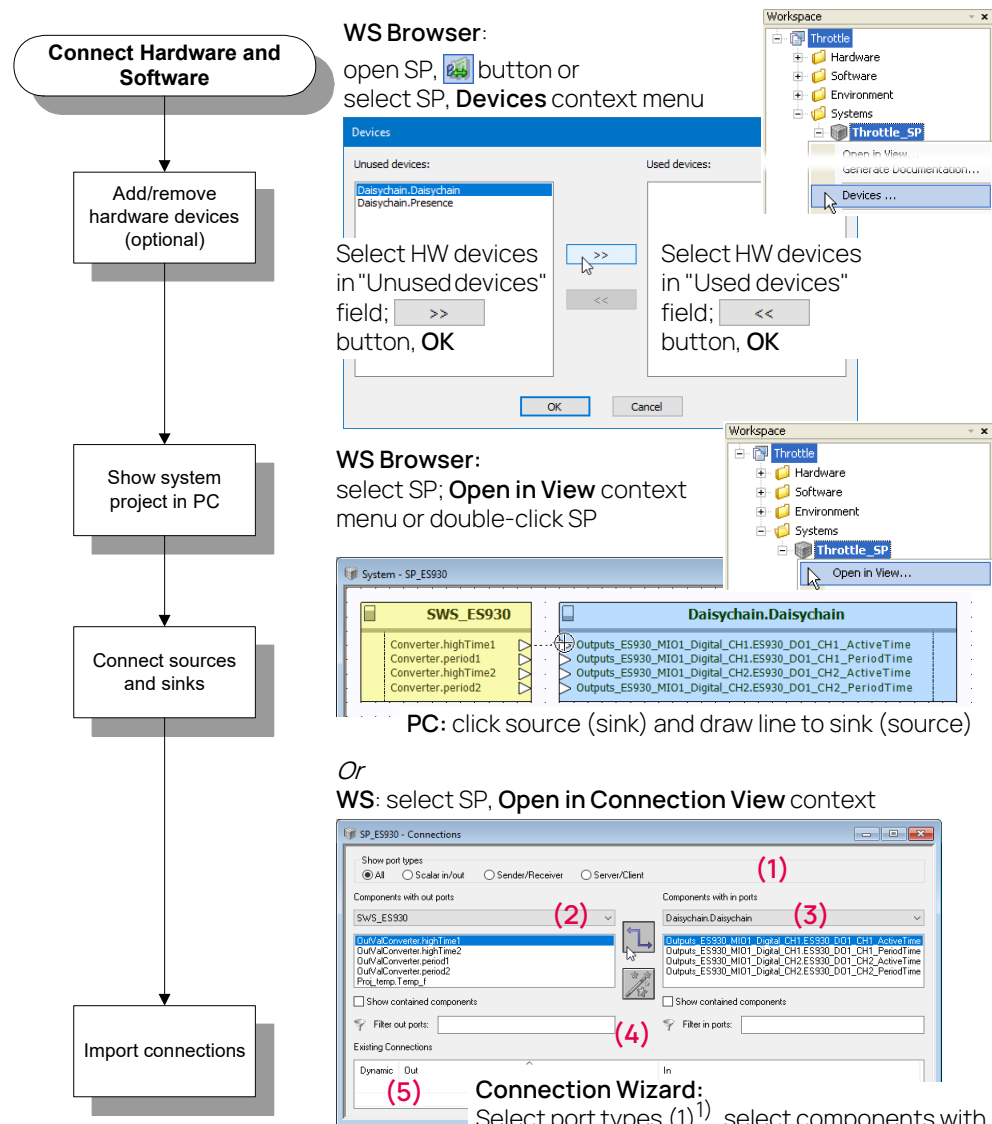 Connect Hardware and
Software
Add/remove
hardware devices
(optional)
Show system
project in PC
Connect sources
and sinks
Import connections
WS Browser:
open SP, button or
select SP, Devices context menu
Workspace
Throttle
Hardware
Software
Environment
Systems
Throttle_SP
Open in View...
Generate Documentation...
Devices ...
Devices
Unused devices:
Used devices:
Daisychain.Daisychain
Daisychain.Presence
>>
<<
Select HW devices
in "Unused devices"
field; >>
button, OK
Select HW devices
in "Used devices"
field; <<
button, OK
OK
Cancel
WS Browser:
select SP; Open in View context
menu or double-click SP
Workspace
Throttle
Hardware
Software
Environment
Systems
Throttle_SP
Open in View...
System - SP_ES930
SWS_ES930
Converter.highTime1
Converter.period1
Converter.highTime2
Converter.period2
Daisychain.Daisychain
Outputs_ES930_MIO1_Digital_CH1.ES930_DO1_CH1_ActiveTime
Outputs_ES930_MIO1_Digital_CH1.ES930_DO1_CH1_PeriodTime
Outputs_ES930_MIO1_Digital_CH2.ES930_DO1_CH2_ActiveTime
Outputs_ES930_MIO1_Digital_CH2.ES930_DO1_CH2_PeriodTime
PC: click source (sink) and draw line to sink (source)
Or
WS: select SP, Open in Connection View context
SP_ES930 - Connections
Show port types
All Scalar in/out Sender/Receiver Server/Client
(1)
Components with out ports
Components with in ports
SWS_ES930
(2)
Daisychain.Daisychain
(3)
OutValConverter.highTime1
OutValConverter.highTime2
OutValConverter.period1
OutValConverter.period2
Proj_temp.Temp_f
Outputs_ES930_MIO1_Digital_CH1.ES930_DO1_CH1_ActiveTime
Outputs_ES930_MIO1_Digital_CH1.ES930_DO1_CH1_PeriodTime
Outputs_ES930_MIO1_Digital_CH2.ES930_DO1_CH2_ActiveTime
Outputs_ES930_MIO1_Digital_CH2.ES930_DO1_CH2_PeriodTime
Show contained components
Show contained components
Filter out ports:
(4)
Filter in ports:
Existing Connections
Dynamic Out In
(5)
Connection Wizard:
Select port types (1)1), select components with